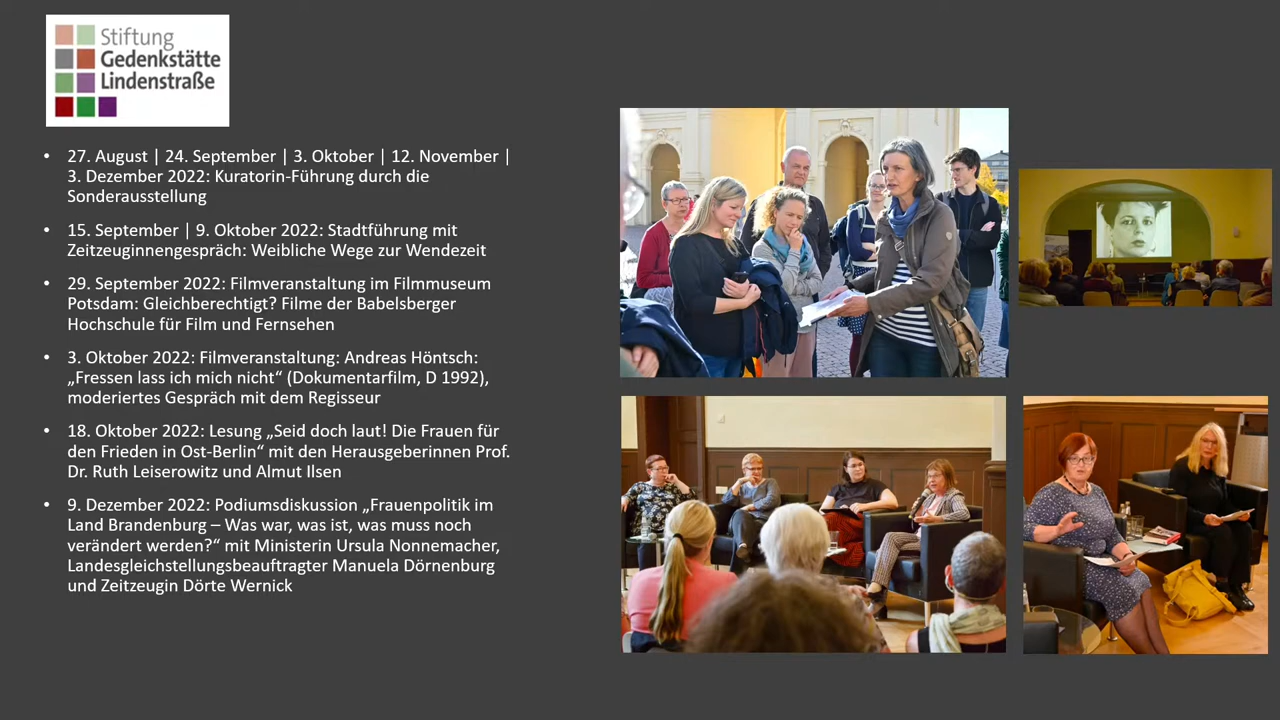 Stiftung
Gedenkstätte
Lindenstraße
• 27. August | 24. September | 3. Oktober | 12. November |
3. Dezember 2022: Kuratorin-Führung durch die
Sonderausstellung
• 15. September | 9. Oktober 2022: Stadtführung mit
Zeitzeuginnengespräch: Weibliche Wege zur Wendezeit
• 29. September 2022: Filmveranstaltung im Filmmuseum
Potsdam: Gleichberechtigt? Filme der Babelsberger
Hochschule für Film und Fernsehen
• 3. Oktober 2022: Filmveranstaltung: Andreas Höntsch:
„Fressen lass ich mich nicht“ (Dokumentarfilm, D 1992),
moderiertes Gespräch mit dem Regisseur
• 18. Oktober 2022: Lesung „Seid doch laut! Die Frauen für
den Frieden in Ost-Berlin“ mit den Herausgeberinnen Prof.
Dr. Ruth Leiserowitz und Almut Ilsen
• 9. Dezember 2022: Podiumsdiskussion „Frauenpolitik im
Land Brandenburg – Was war, was ist, was muss noch
verändert werden?“ mit Ministerin Ursula Nonnemacher,
Landesgleichstellungsbeauftragter Manuela Dörnenburg
und Zeitzeugin Dörte Wernick